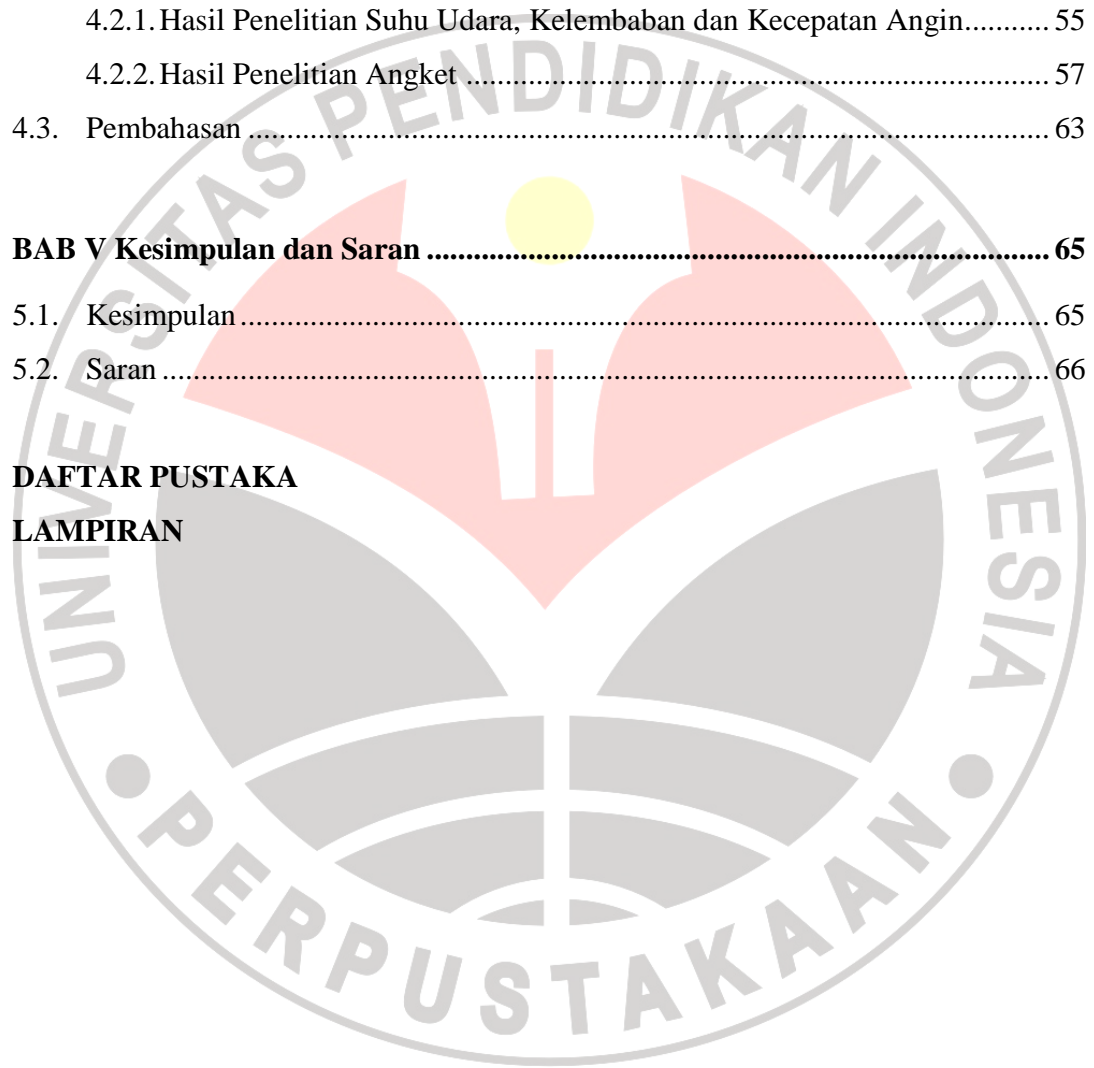 4.2.1. Hasil Penelitian Suhu Udara, Kelembaban dan Kecepatan Angin........... 55
4.2.2. Hasil Penelitian Angket .......................................................................... 57
4.3. Pembahasan ...................................................................................................... 63
BAB V Kesimpulan dan Saran ............................................................................... 65
5.1. Kesimpulan ....................................................................................................... 65
5.2. Saran ................................................................................................................. 66
DAFTAR PUSTAKA
LAMPIRAN
UNIVERSITAS PENDIDIKAN INDONESIA
PERPUSTAKAAN